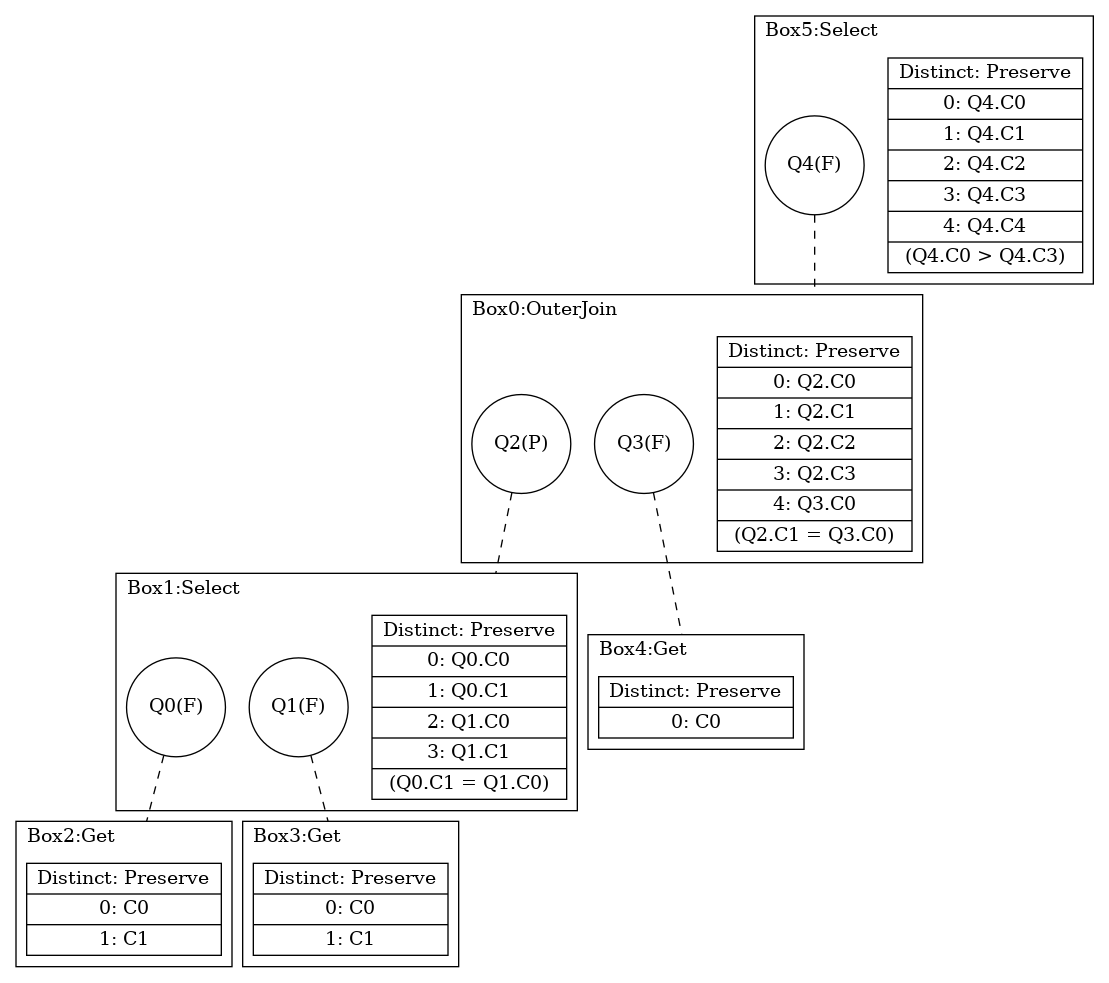 Box5:Select
Q4(F)
Distinct: Preserve
0: Q4.C0
1: Q4.C1
2: Q4.C2
3: Q4.C3
4: Q4.C4
(Q4.C0 > Q4.C3)
Box0:OuterJoin
Q2(P)
Q3(F)
Distinct: Preserve
0: Q2.C0
1: Q2.C1
2: Q2.C2
3: Q2.C3
4: Q3.C0
(Q2.C1 = Q3.C0)
Box1:Select
Q0(F)
Q1(F)
Distinct: Preserve
0: Q0.C0
1: Q0.C1
2: Q1.C0
3: Q1.C1
(Q0.C1 = Q1.C0)
Box4:Get
Distinct: Preserve
0: C0
Box2:Get
Distinct: Preserve
0: C0
1: C1
Box3:Get
Distinct: Preserve
0: C0
1: C1